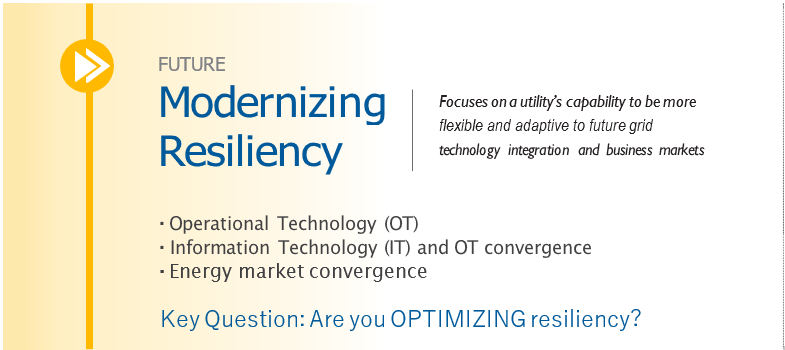 FUTURE
Modernizing
Resiliency
Focuses on a utility's capability to be more
flexible and adaptive to future grid
technology integration and business markets
· Operational Technology (OT)
· Information Technology (IT) and OT convergence
· Energy market convergence
Key Question: Are you OPTIMIZING resiliency?